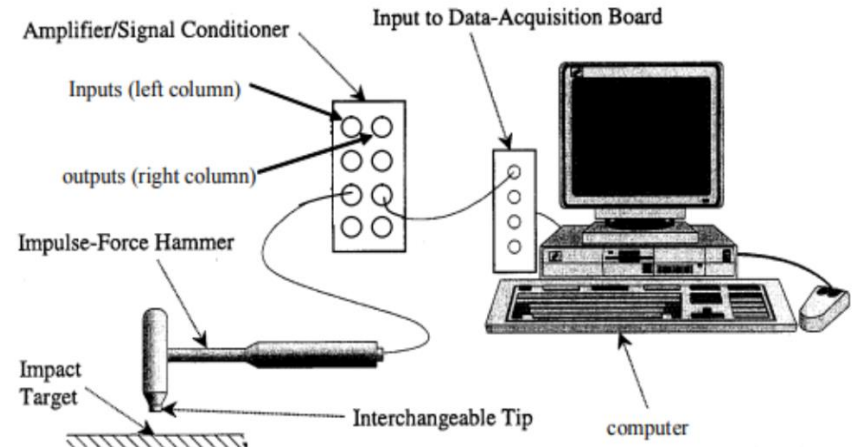 Amplifier/Signal Conditioner
Input to Data-Acquisition Board
Inputs (left column)
outputs (right column)
Impulse-Force Hammer
Impact
Target
Interchangeable Tip
computer